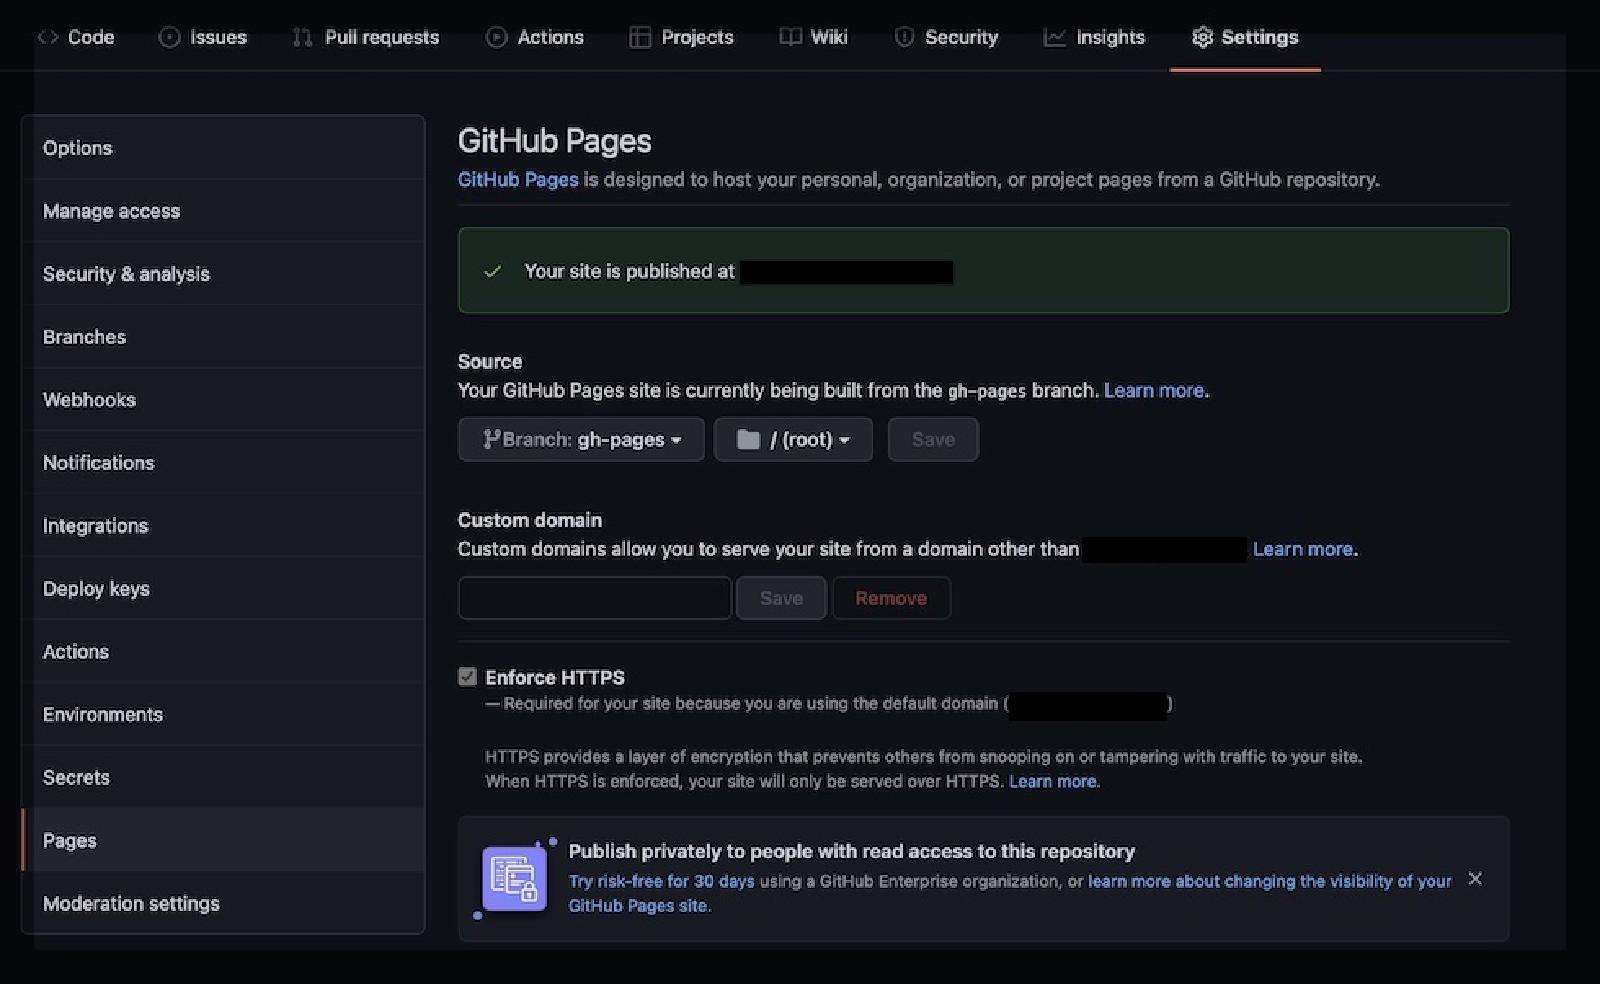 Code Issues Pull requests Actions Projects Wiki Security Insights Settings
Options
Manage access
Security & analysis
Branches
Webhooks
Notifications
Integrations
Deploy keys
Actions
Environments
Secrets
Pages
Moderation settings
GitHub Pages
GitHub Pages is designed to host your personal, organization, or project pages from a GitHub repository.
Your site is published at
Source
Your GitHub Pages site is currently being built from the gh-pages branch. Learn more.
Branch: gh-pages / (root) Save
Custom domain
Custom domains allow you to serve your site from a domain other than Learn more.
Save Remove
Enforce HTTPS
— Required for your site because you are using the default domain ( )
HTTPS provides a layer of encryption that prevents others from snooping on or tampering with traffic to your site.
When HTTPS is enforced, your site will only be served over HTTPS. Learn more.
Publish privately to people with read access to this repository
Try risk-free for 30 days using a GitHub Enterprise organization, or learn more about changing the visibility of your
GitHub Pages site.